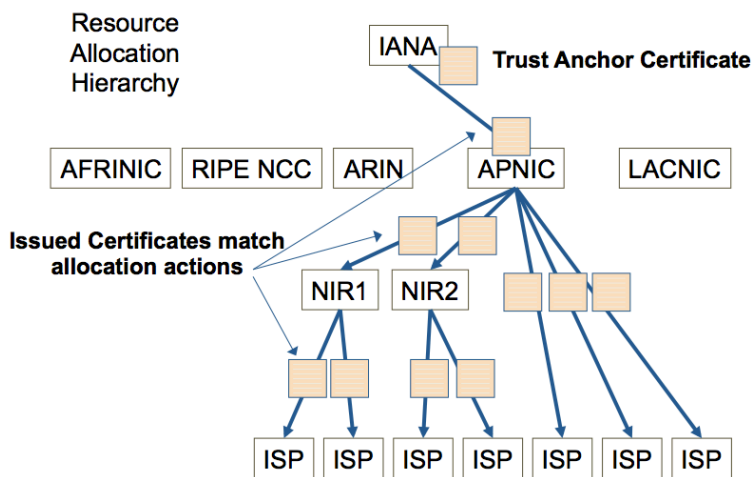 Resource
Allocation
Hierarchy
IANA
Trust Anchor Certificate
AFRINIC
RIPE NCC
ARIN
APNIC
LACNIC
Issued Certificates match
allocation actions
NIR1
NIR2
ISP
ISP
ISP
ISP
ISP
ISP
ISP